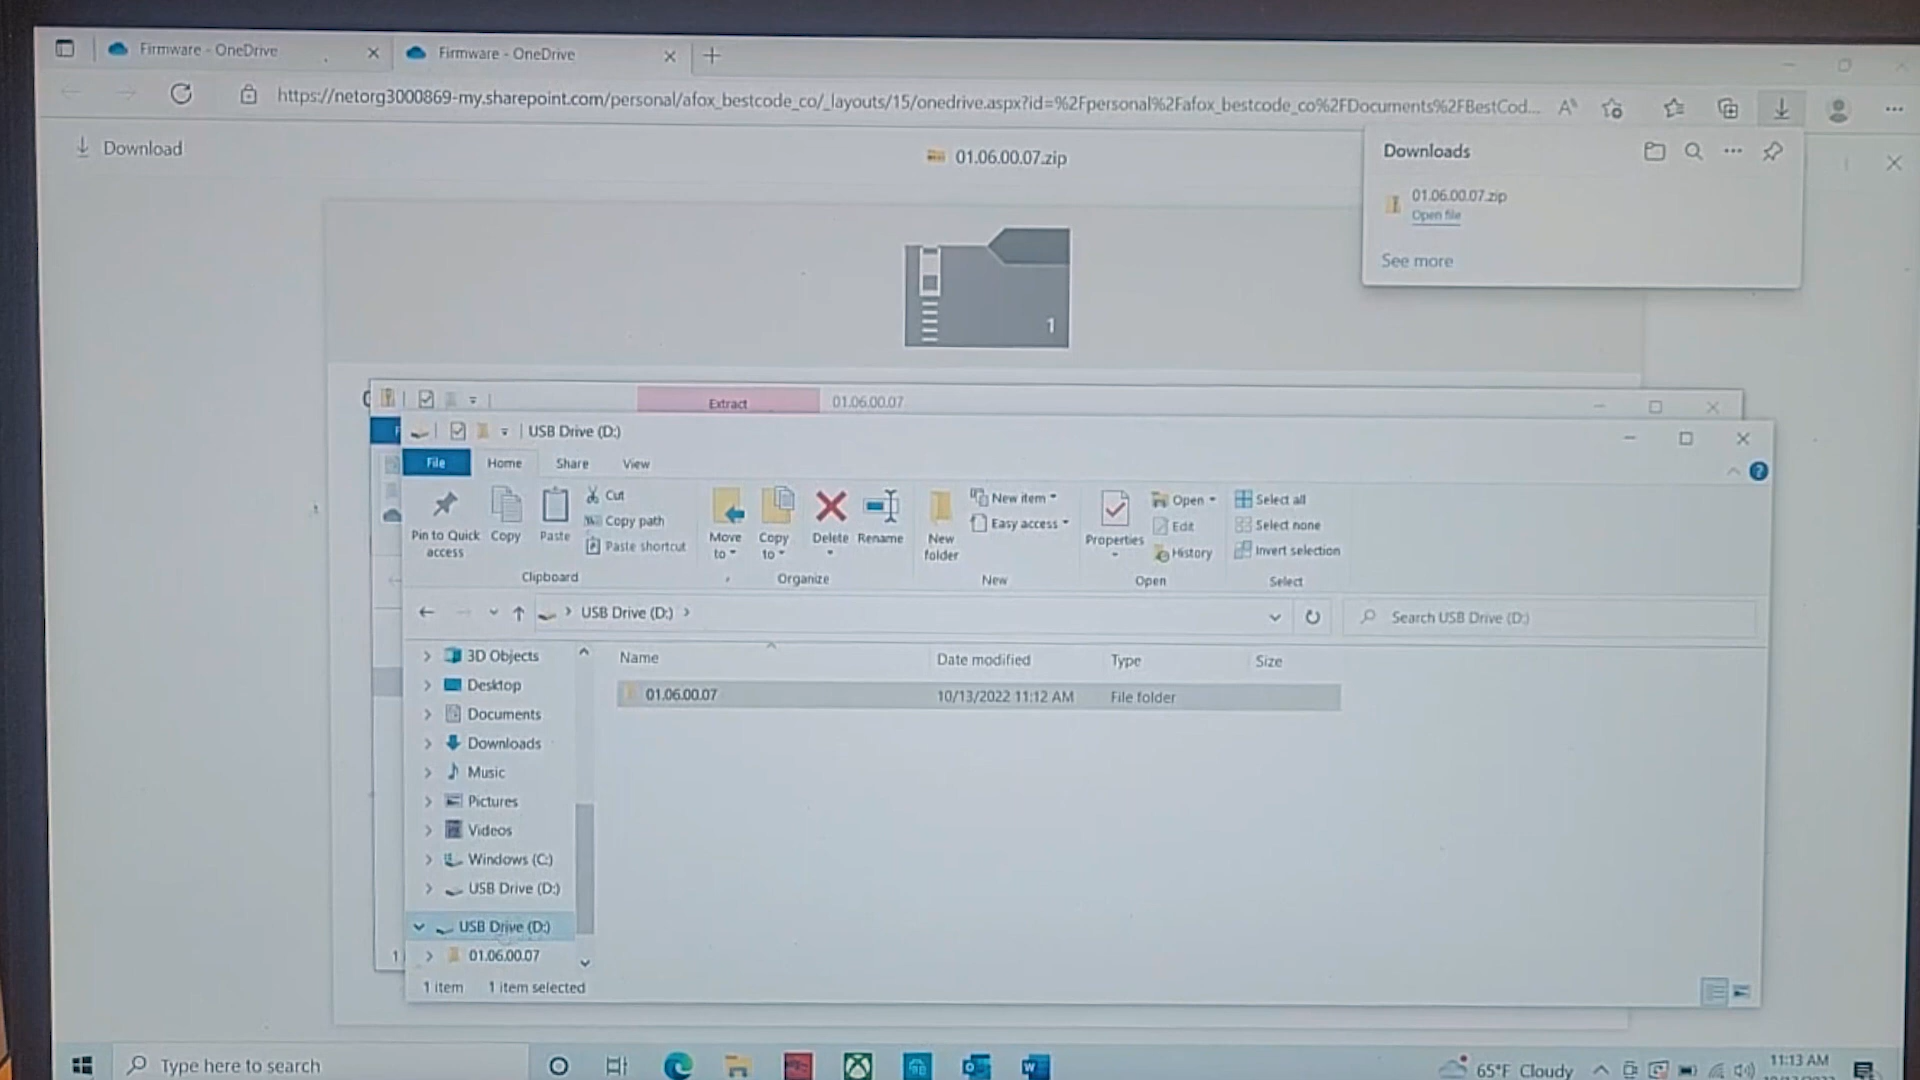 Firmware - OneDrive
Firmware - OneDrive
https://netorg3000869-my.sharepoint.com/personal/afox_bestcode_co/_layouts/15/onedrive.aspx?id=%2Fpersonal%2Fafox_bestcode_co%2FDocuments%2FBestCod...
Download
01.06.00.07.zip
Downloads
01.06.00.07.zip
Open file
See more
1
Extract
01.06.00.07
USB Drive (D:)
File
Home
Share
View
Pin to Quick access
Copy
Paste
Cut
Copy path
Paste shortcut
Move to
Copy to
Delete
Rename
New folder
New item
Easy access
Properties
Open
Edit
History
Select all
Select none
Invert selection
Clipboard
Organize
New
Open
Select
USB Drive (D:)
Search USB Drive (D:)
Name
Date modified
Type
Size
01.06.00.07
10/13/2022 11:12 AM
File folder
3D Objects
Desktop
Documents
Downloads
Music
Pictures
Videos
Windows (C:)
USB Drive (D:)
USB Drive (D:)
01.06.00.07
1 item
1 item selected
Type here to search
65°F Cloudy
11:13 AM